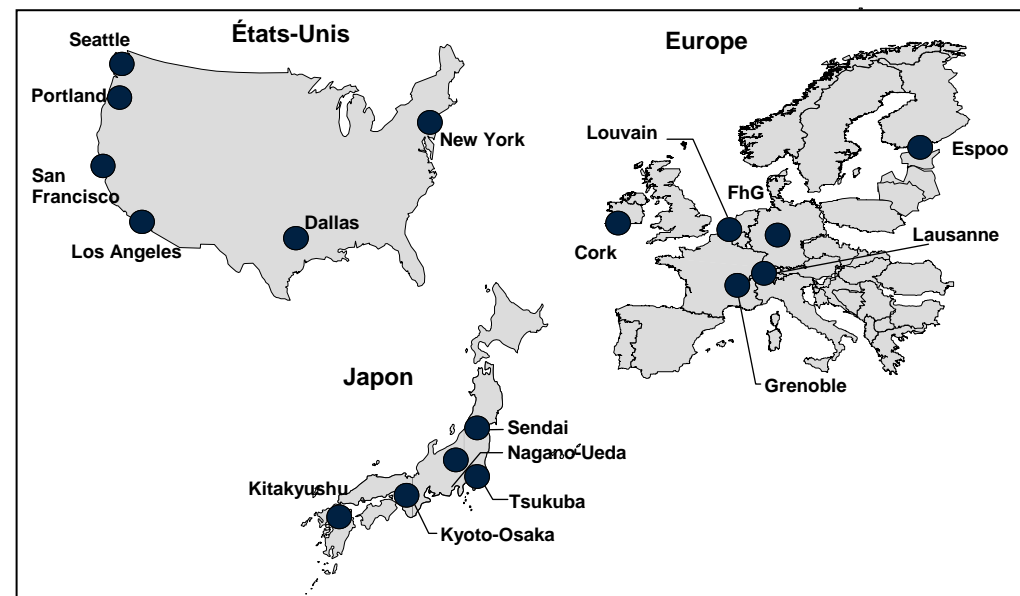 États-Unis
Europe
Seattle
Portland
San
Francisco
Los Angeles
Dallas
New York
Louvain
FhG
Espoo
Cork
Lausanne
Grenoble
Japon
Sendai
Nagano-Ueda
Kitakyushu
Tsukuba
Kyoto-Osaka